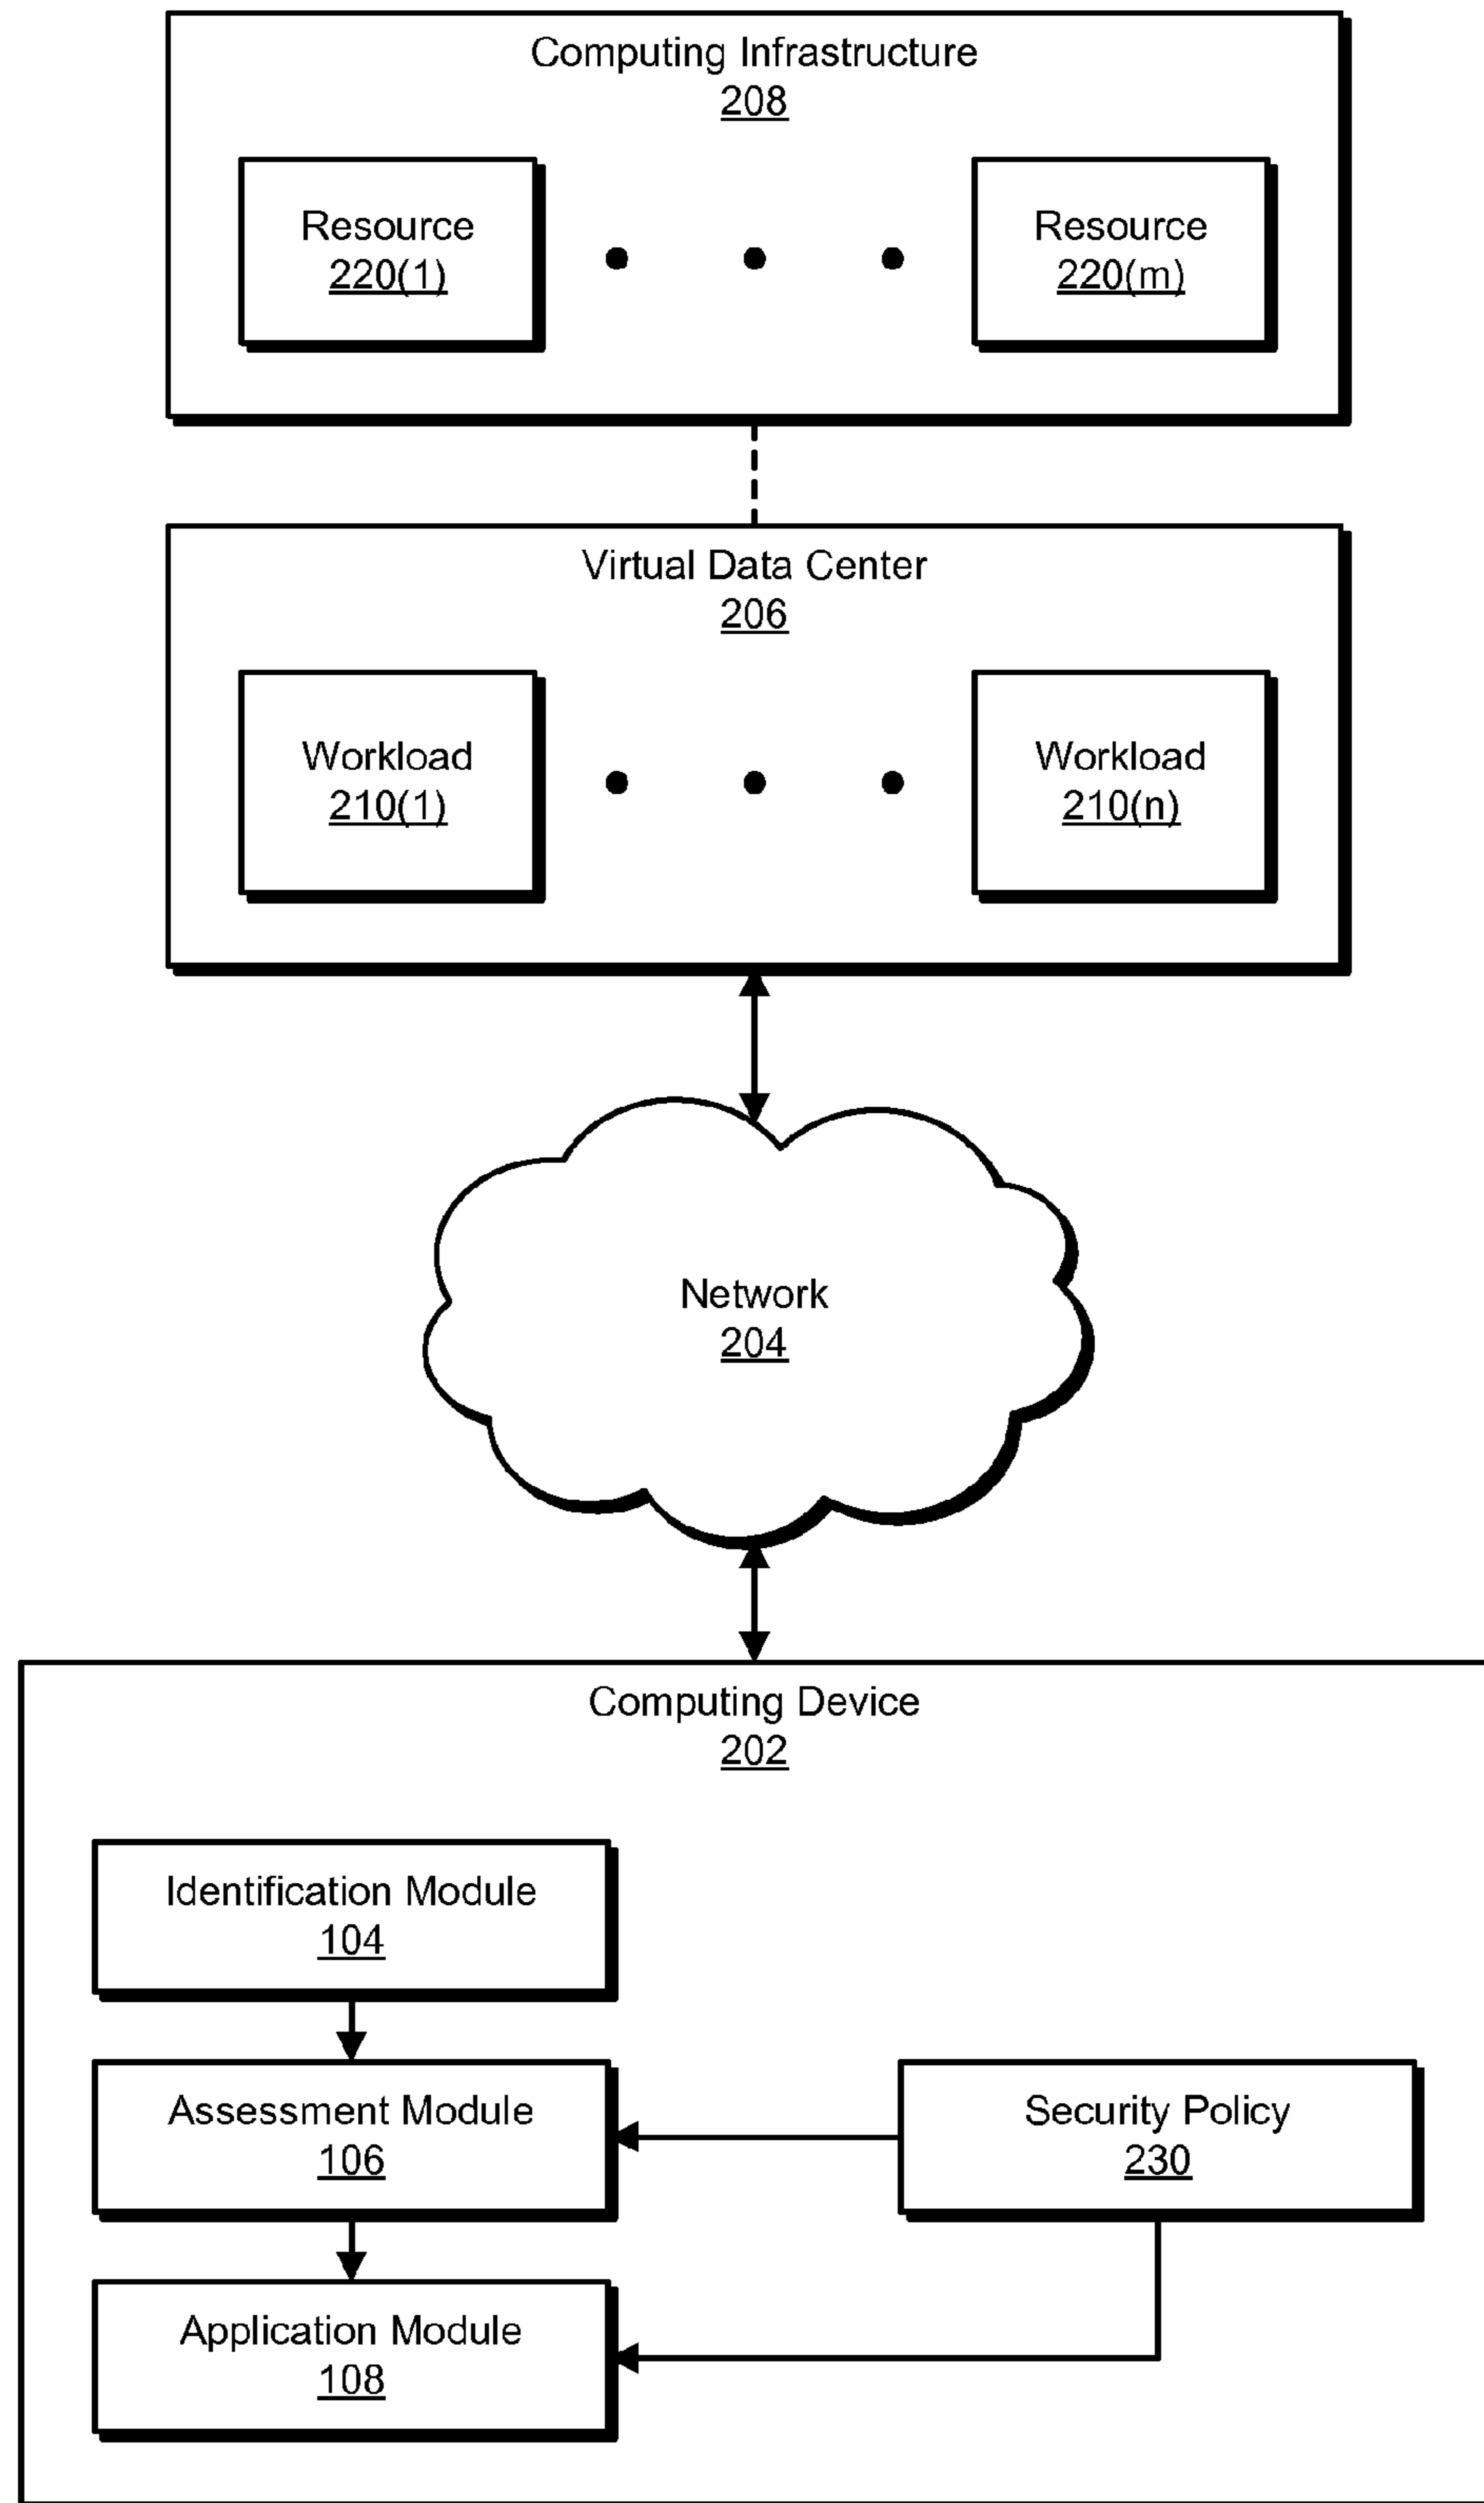 Computing Infrastructure
208
Resource
220(1)
Resource
220(m)
Virtual Data Center
206
Workload
210(1)
Workload
210(n)
Network
204
Computing Device
202
Identification Module
104
Assessment Module
106
Security Policy
230
Application Module
108